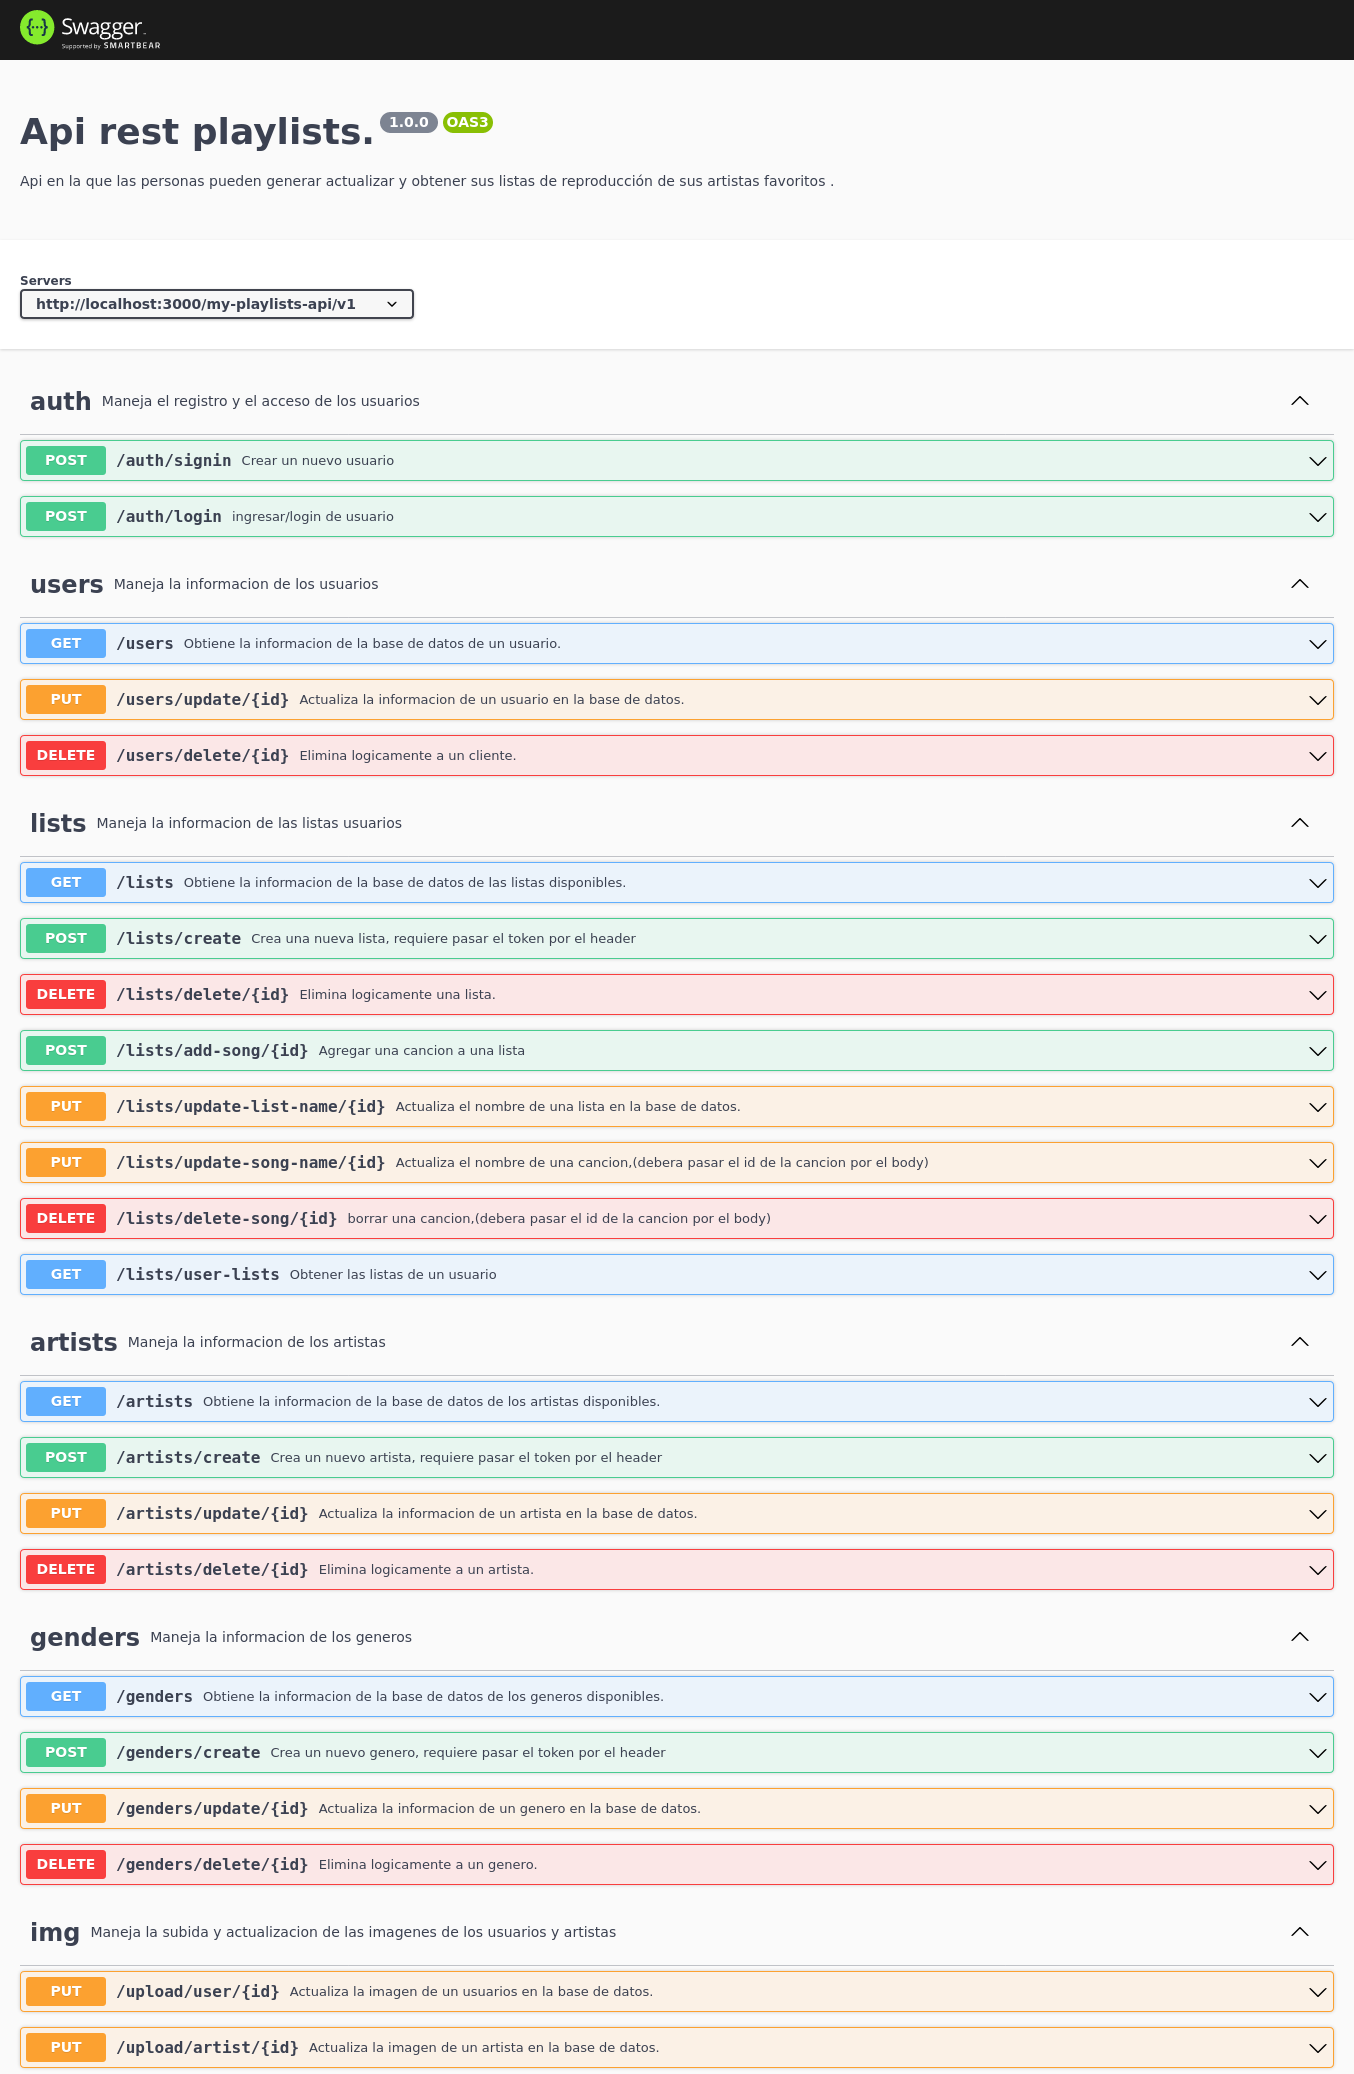 Swagger.
Supported by SMARTBEAR
Api rest playlists. 1.0.0 OAS3
Api en la que las personas pueden generar actualizar y obtener sus listas de reproducción de sus artistas favoritos .
Servers
http://localhost:3000/my-playlists-api/v1
auth Maneja el registro y el acceso de los usuarios
POST /auth/signin Crear un nuevo usuario
POST /auth/login ingresar/login de usuario
users Maneja la informacion de los usuarios
GET /users Obtiene la informacion de la base de datos de un usuario.
PUT /users/update/{id} Actualiza la informacion de un usuario en la base de datos.
DELETE /users/delete/{id} Elimina logicamente a un cliente.
lists Maneja la informacion de las listas usuarios
GET /lists Obtiene la informacion de la base de datos de las listas disponibles.
POST /lists/create Crea una nueva lista, requiere pasar el token por el header
DELETE /lists/delete/{id} Elimina logicamente una lista.
POST /lists/add-song/{id} Agregar una cancion a una lista
PUT /lists/update-list-name/{id} Actualiza el nombre de una lista en la base de datos.
PUT /lists/update-song-name/{id} Actualiza el nombre de una cancion,(debera pasar el id de la cancion por el body)
DELETE /lists/delete-song/{id} borrar una cancion,(debera pasar el id de la cancion por el body)
GET /lists/user-lists Obtener las listas de un usuario
artists Maneja la informacion de los artistas
GET /artists Obtiene la informacion de la base de datos de los artistas disponibles.
POST /artists/create Crea un nuevo artista, requiere pasar el token por el header
PUT /artists/update/{id} Actualiza la informacion de un artista en la base de datos.
DELETE /artists/delete/{id} Elimina logicamente a un artista.
genders Maneja la informacion de los generos
GET /genders Obtiene la informacion de la base de datos de los generos disponibles.
POST /genders/create Crea un nuevo genero, requiere pasar el token por el header
PUT /genders/update/{id} Actualiza la informacion de un genero en la base de datos.
DELETE /genders/delete/{id} Elimina logicamente a un genero.
img Maneja la subida y actualizacion de las imagenes de los usuarios y artistas
PUT /upload/user/{id} Actualiza la imagen de un usuarios en la base de datos.
PUT /upload/artist/{id} Actualiza la imagen de un artista en la base de datos.